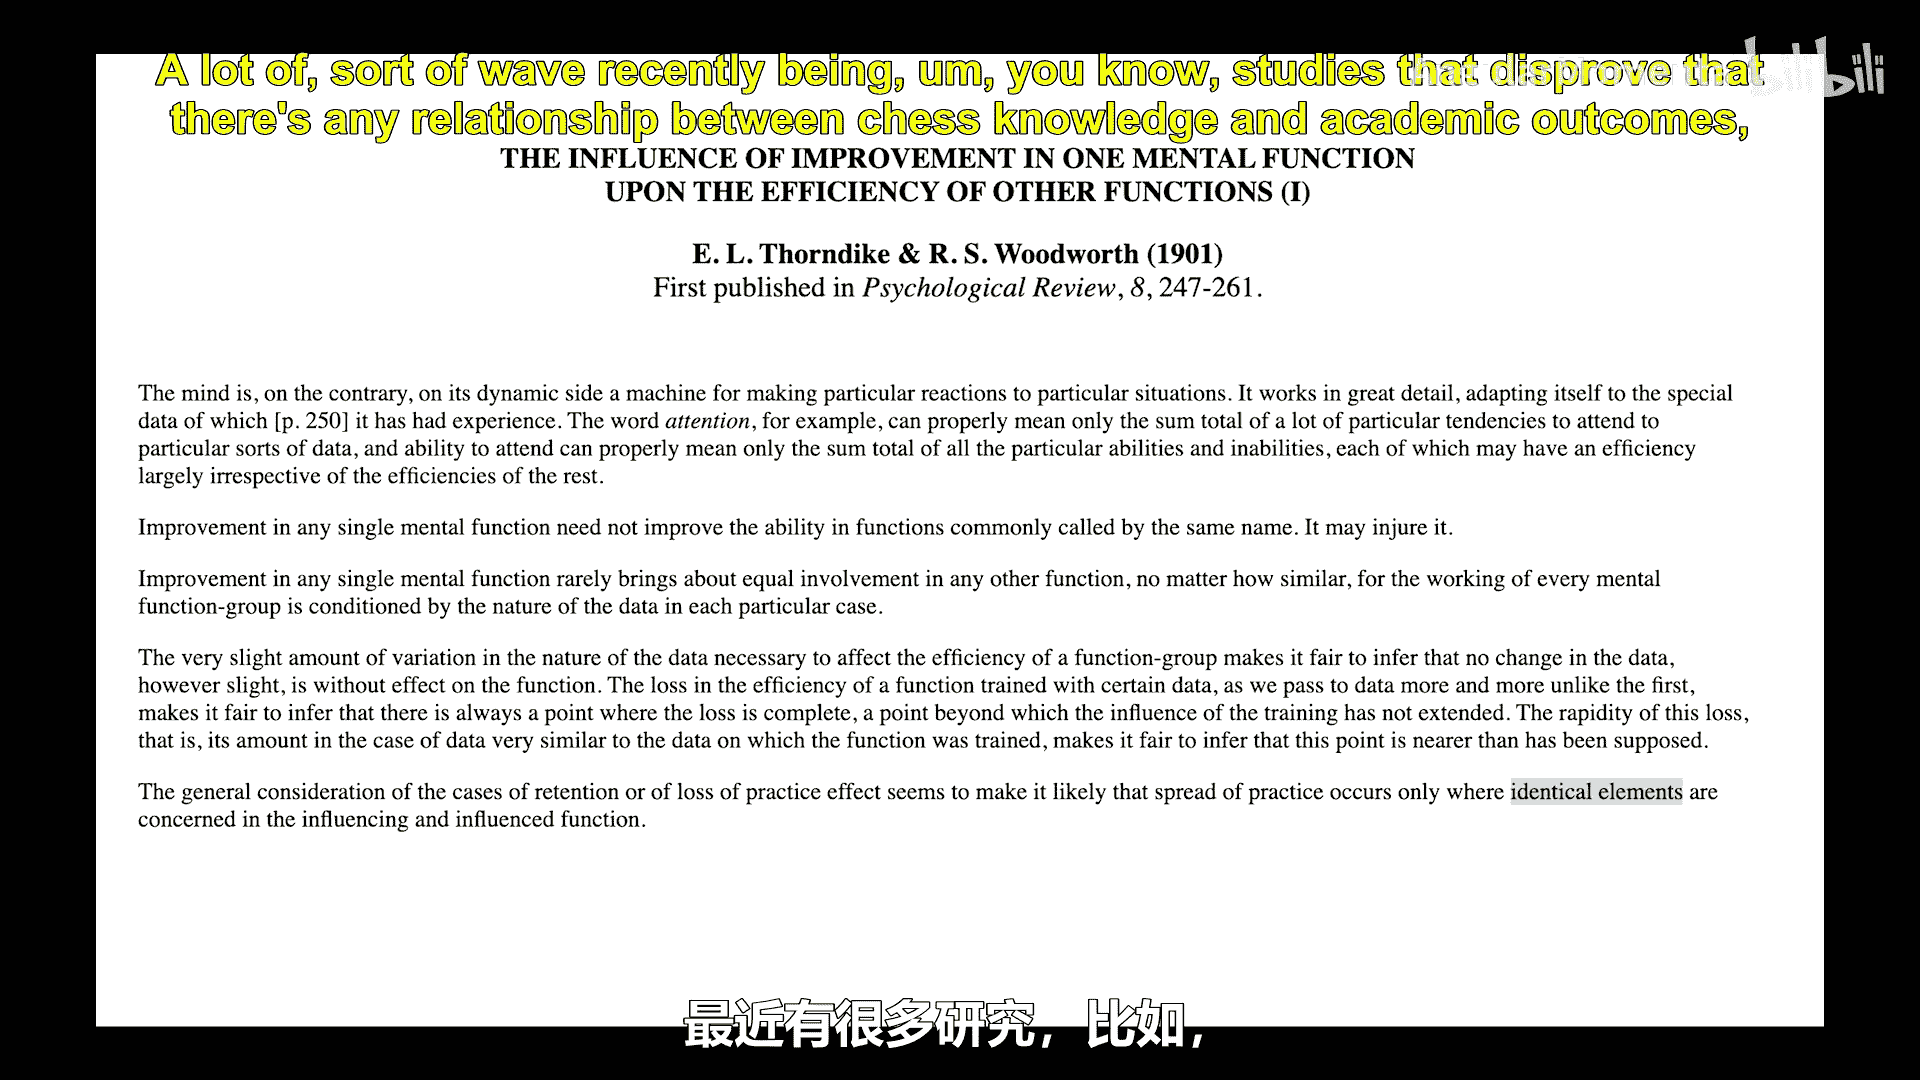 A lot of, sort of wave recently being, um, you know, studies that disprove that
there's any relationship between chess knowledge and academic outcomes,
bilibili
THE INFLUENCE OF IMPROVEMENT IN ONE MENTAL FUNCTION
UPON THE EFFICIENCY OF OTHER FUNCTIONS (I)
E. L. Thorndike & R. S. Woodworth (1901)
First published in Psychological Review, 8, 247-261.
The mind is, on the contrary, on its dynamic side a machine for making particular reactions to particular situations. It works in great detail, adapting itself to the special
data of which [p. 250] it has had experience. The word attention, for example, can properly mean only the sum total of a lot of particular tendencies to attend to
particular sorts of data, and ability to attend can properly mean only the sum total of all the particular abilities and inabilities, each of which may have an efficiency
largely irrespective of the efficiencies of the rest.
Improvement in any single mental function need not improve the ability in functions commonly called by the same name. It may injure it.
Improvement in any single mental function rarely brings about equal involvement in any other function, no matter how similar, for the working of every mental
function-group is conditioned by the nature of the data in each particular case.
The very slight amount of variation in the nature of the data necessary to affect the efficiency of a function-group makes it fair to infer that no change in the data,
however slight, is without effect on the function. The loss in the efficiency of a function trained with certain data, as we pass to data more and more unlike the first,
makes it fair to infer that there is always a point where the loss is complete, a point beyond which the influence of the training has not extended. The rapidity of this loss,
that is, its amount in the case of data very similar to the data on which the function was trained, makes it fair to infer that this point is nearer than has been supposed.
The general consideration of the cases of retention or of loss of practice effect seems to make it likely that spread of practice occurs only where identical elements are
concerned in the influencing and influenced function.
最近有很多研究，比如，